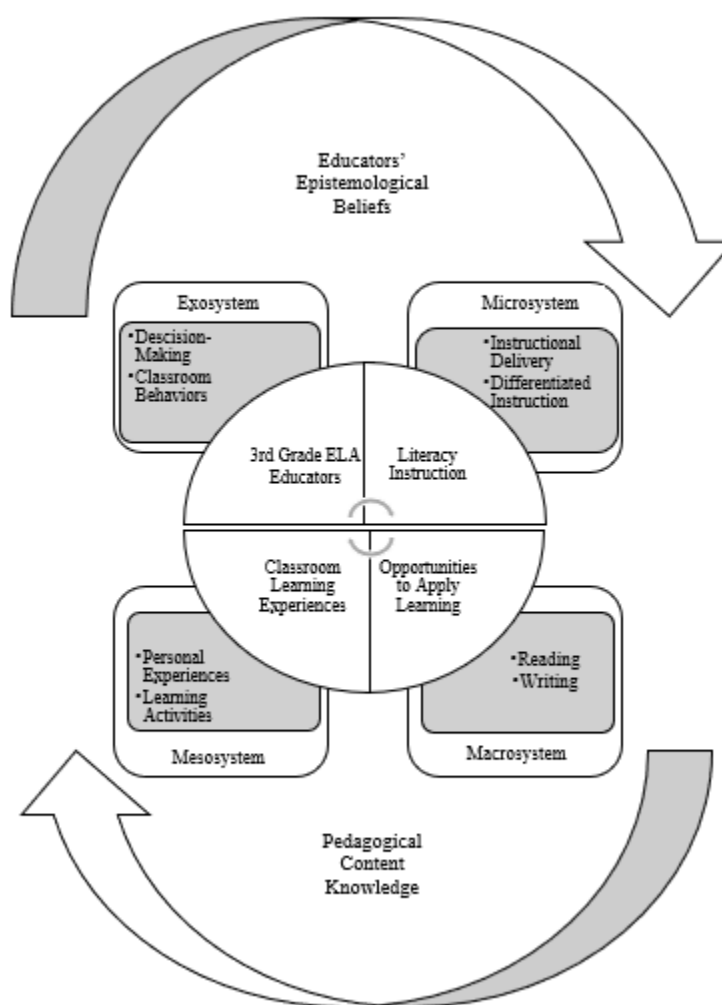 Educators'
Epistemological
Beliefs
Exosystem
•Descision-
Making
•Classroom
Behaviors
Microsystem
•Instructional
Delivery
•Differentiated
Instruction
3rd Grade ELA
Educators
Literacy
Instruction
Classroom
Learning
Experiences
Opportunities
to Apply
Learning
•Personal
Experiences
•Learning
Activities
Mesosystem
•Reading
•Writing
Macrosystem
Pedagogical
Content
Knowledge